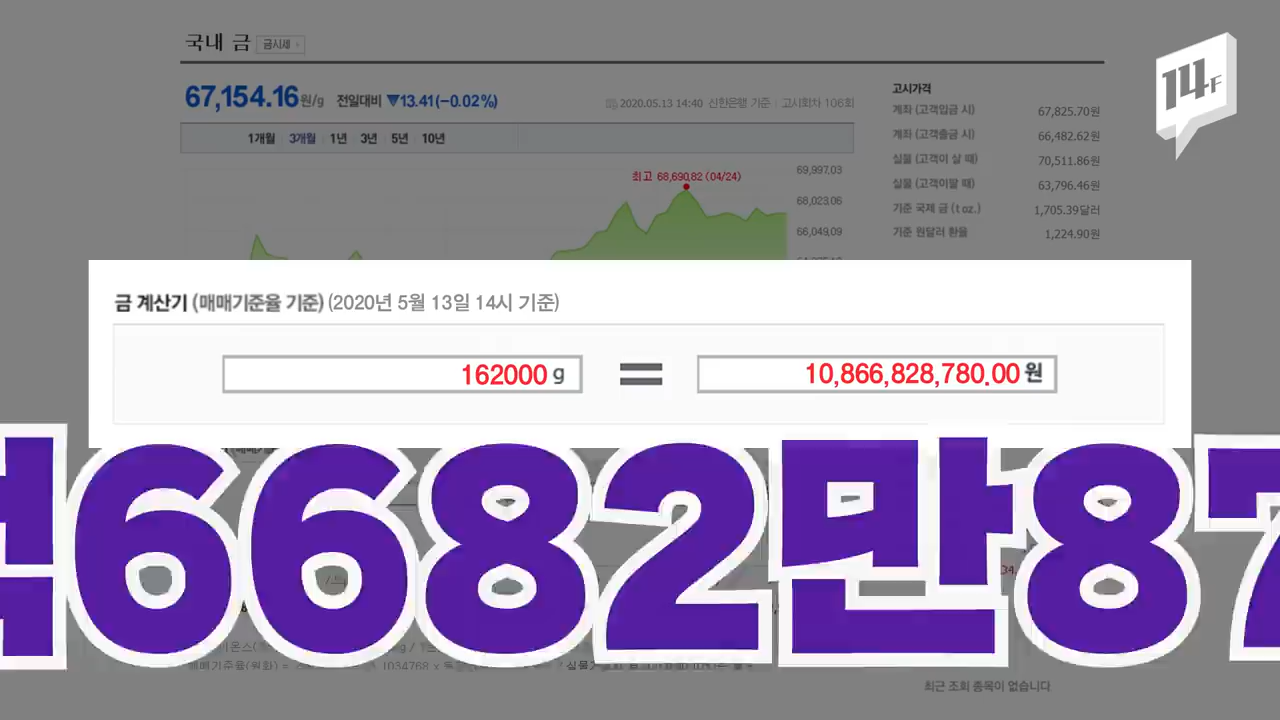 국내 금 금시세
14F
67,154.16원/g 전일대비 ▼13.41(-0.02%)
2020.05.13 14:40 신한은행 기준 고시회차 106회
1개월 3개월 1년 3년 5년 10년
최고 68,690.82 (04/24)
69,997.03
68,023.06
66,049.09
고시가격
계좌 (고객입금 시) 67,825.70원
계좌 (고객출금 시) 66,482.62원
실물 (고객이 살 때) 70,511.86원
실물 (고객이팔 때) 63,796.46원
기준 국제 금 (t oz.) 1,705.39달러
기준 원달러 환율 1,224.90원
금 계산기 (매매기준율 기준) (2020년 5월 13일 14시 기준)
162000 g = 10,866,828,780.00 원
억6682만87
최근 조회 종목이 없습니다